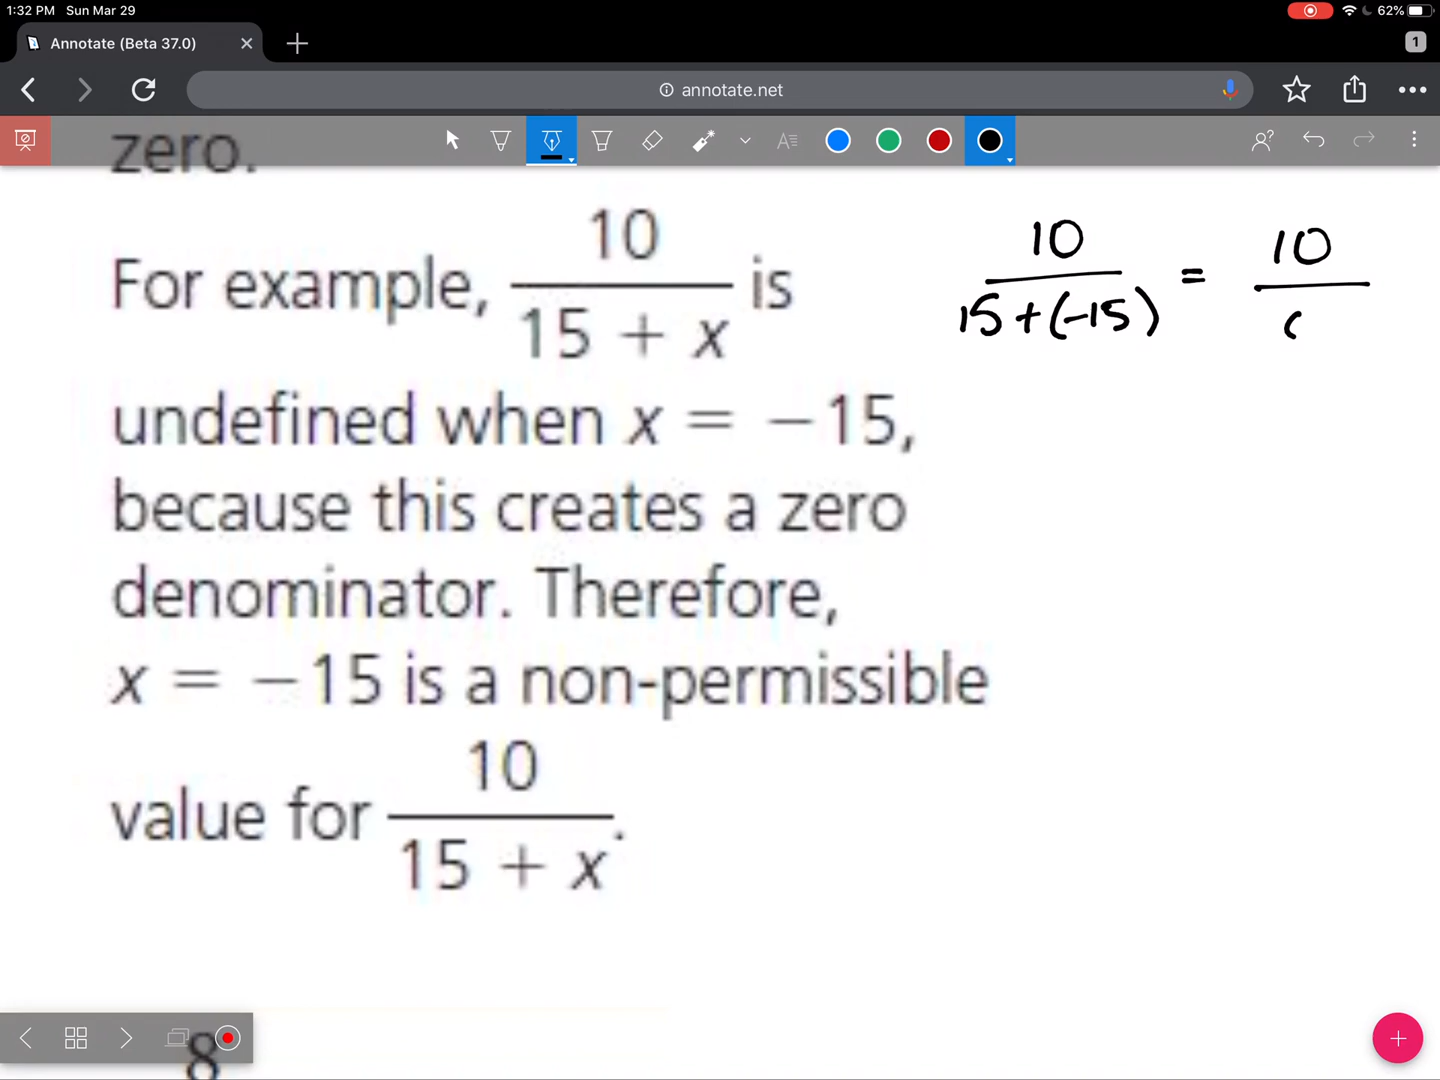 1:32 PM Sun Mar 29
62%
Annotate (Beta 37.0)
1
annotate.net
zero.
For example, 10/(15 + x) is
undefined when x = −15,
because this creates a zero
denominator. Therefore,
x = −15 is a non-permissible
value for 10/(15 + x).
10/(15+(-15)) = 10/(
8